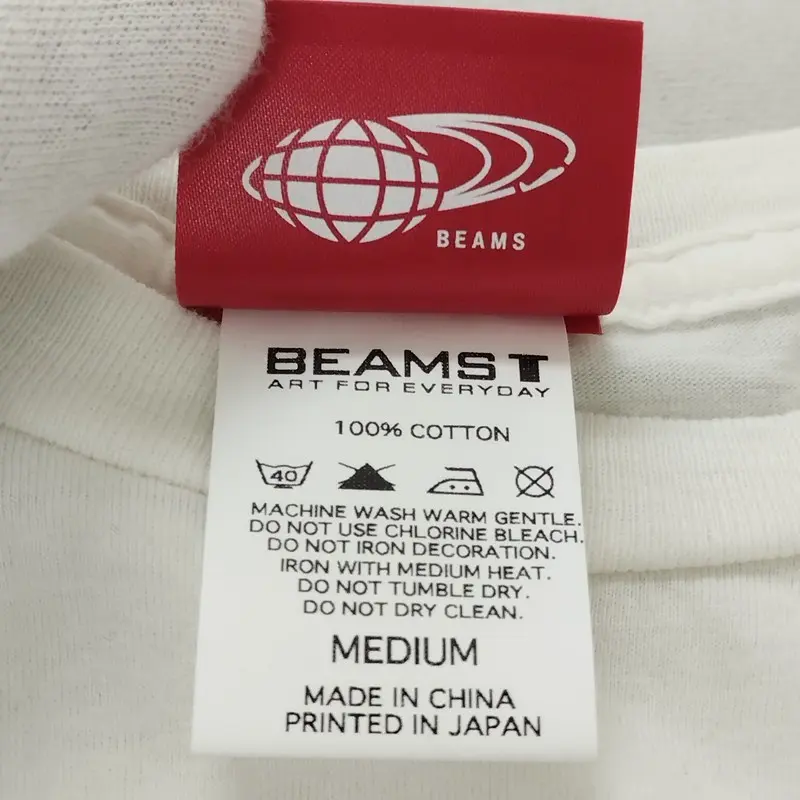 BEAMS
BEAMS T
ART FOR EVERYDAY
100% COTTON
40
MACHINE WASH WARM GENTLE.
DO NOT USE CHLORINE BLEACH.
DO NOT IRON DECORATION.
IRON WITH MEDIUM HEAT.
DO NOT TUMBLE DRY.
DO NOT DRY CLEAN.
MEDIUM
MADE IN CHINA
PRINTED IN JAPAN